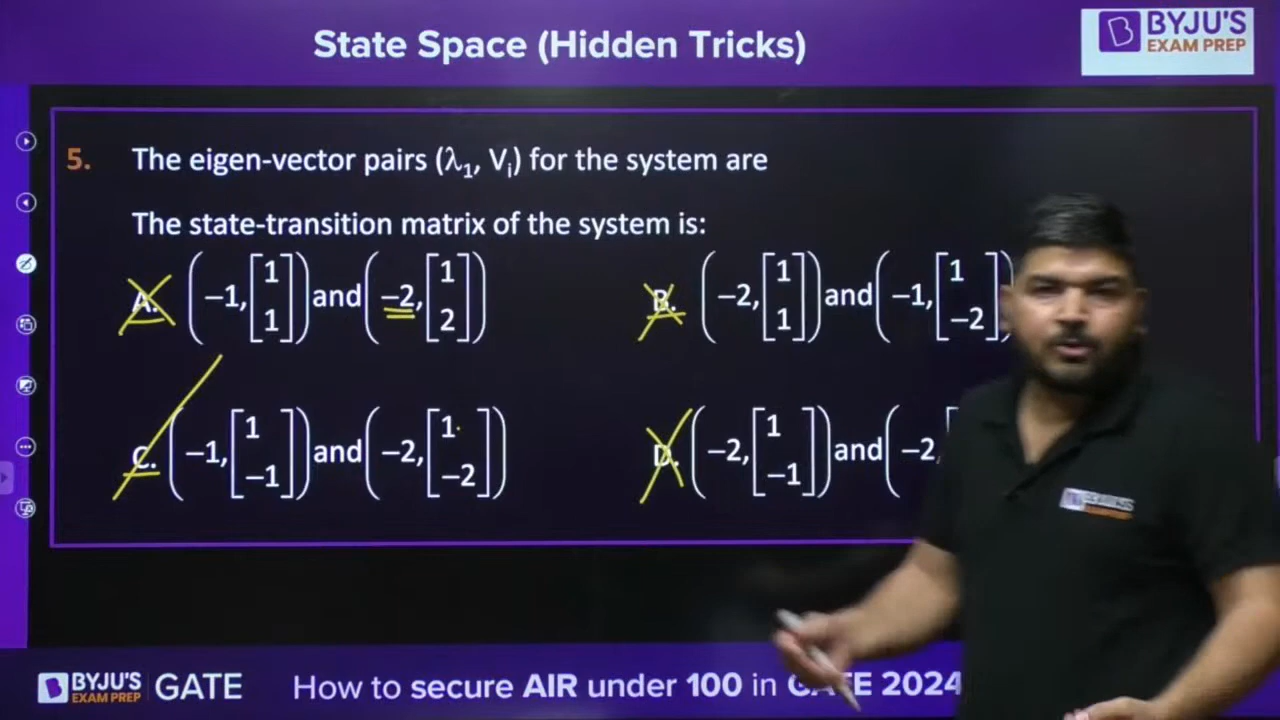 State Space (Hidden Tricks)
BYJU'S
EXAM PREP
5. The eigen-vector pairs (λ₁, Vᵢ) for the system are
The state-transition matrix of the system is:
A. (−1, [1 1]) and (−2, [1 2]) B. (−2, [1 1]) and (−1, [1 −2])
C. (−1, [1 −1]) and (−2, [1 −2]) D. (−2, [1 −1]) and (−2,
BYJU'S
EXAM PREP
GATE
How to secure AIR under 100 in GATE 2024